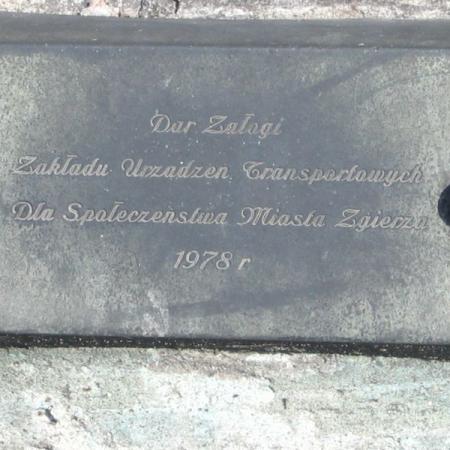 Dar Załogi
Zakładu Urządzeń Transportowych
Dla Społeczeństwa Miasta Zgierza
1978 r